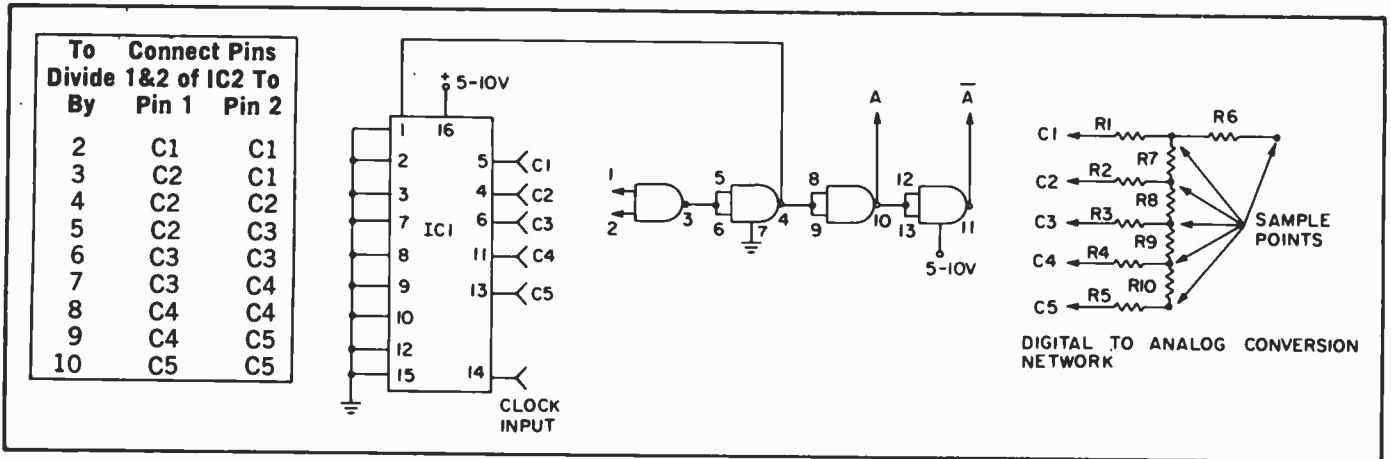 To Connect Pins
Divide 1&2 of IC2 To
By Pin 1 Pin 2
2 C1 C1
3 C2 C1
4 C2 C2
5 C2 C3
6 C3 C3
7 C3 C4
8 C4 C4
9 C4 C5
10 C5 C5
+ 5-10V
1 16
2
3
7
8
9
10
12
15
IC1
5 C1
4 C2
6 C3
11 C4
13 C5
14
CLOCK
INPUT
1
2
3
5
6
4
7
8
9
10
A
12
13
11
A̅
5-10V
C1 R1 R6
R7
C2 R2
R8
C3 R3
R9
C4 R4
R10
C5 R5
SAMPLE
POINTS
DIGITAL TO ANALOG CONVERSION
NETWORK